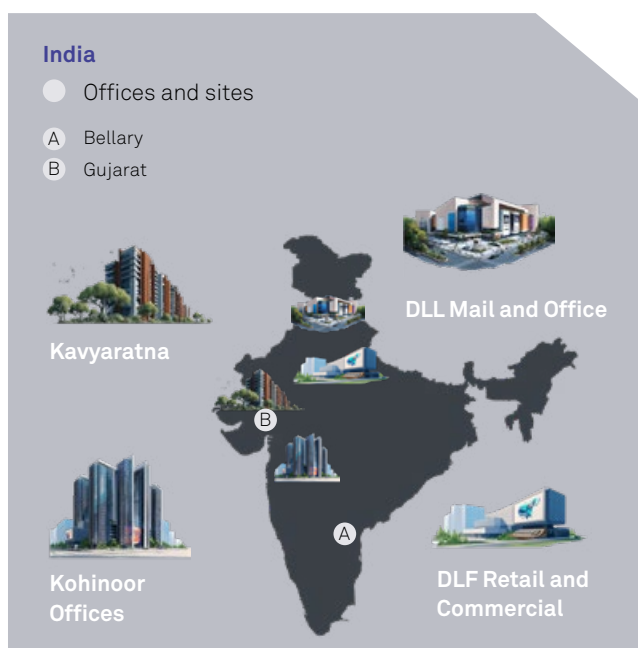 India
Offices and sites
A Bellary
B Gujarat
DLL Mail and Office
Kavyaratna
B
A
Kohinoor
Offices
DLF Retail and
Commercial